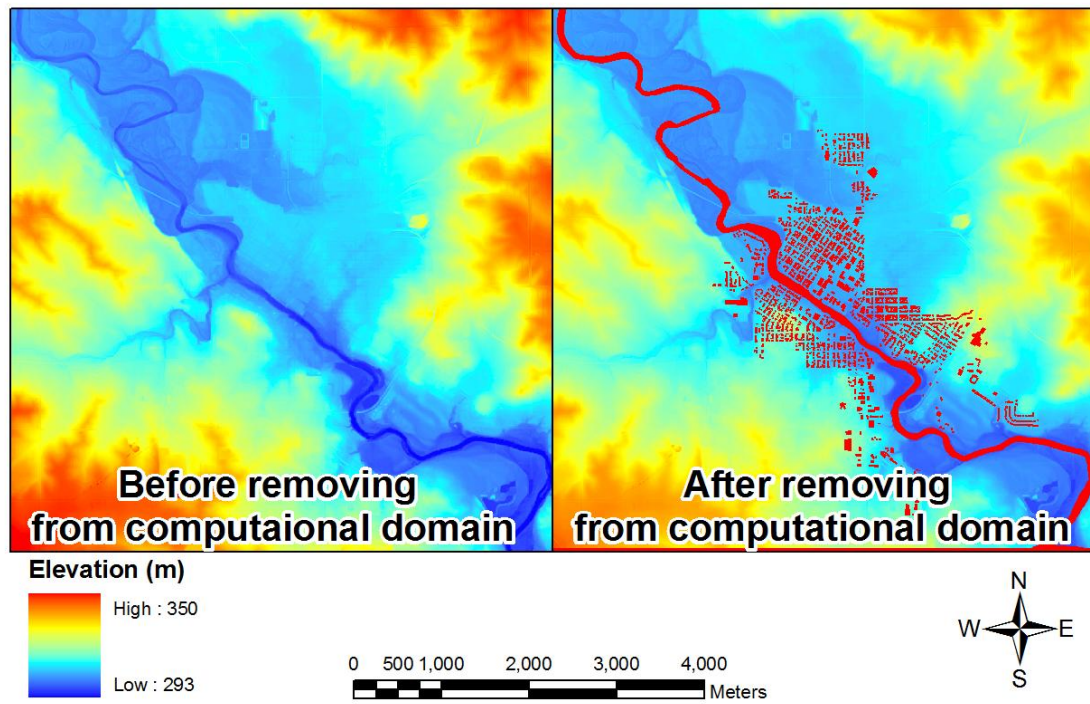 Before removing
from computaional domain
After removing
from computational domain
Elevation (m)
High : 350
Low : 293
0 500 1,000 2,000 3,000 4,000
Meters
N
W E
S